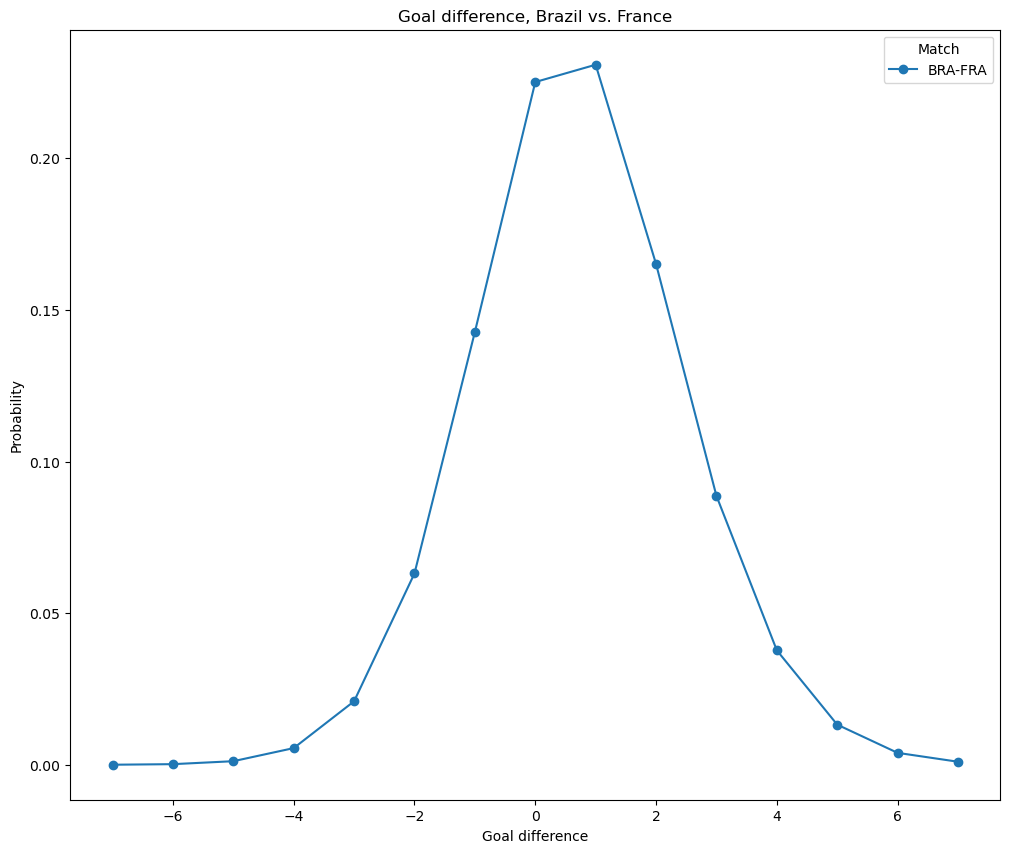 Goal difference, Brazil vs. France
Match
BRA-FRA
Probability
0.20
0.15
0.10
0.05
0.00
−6
−4
−2
0
2
4
6
Goal difference